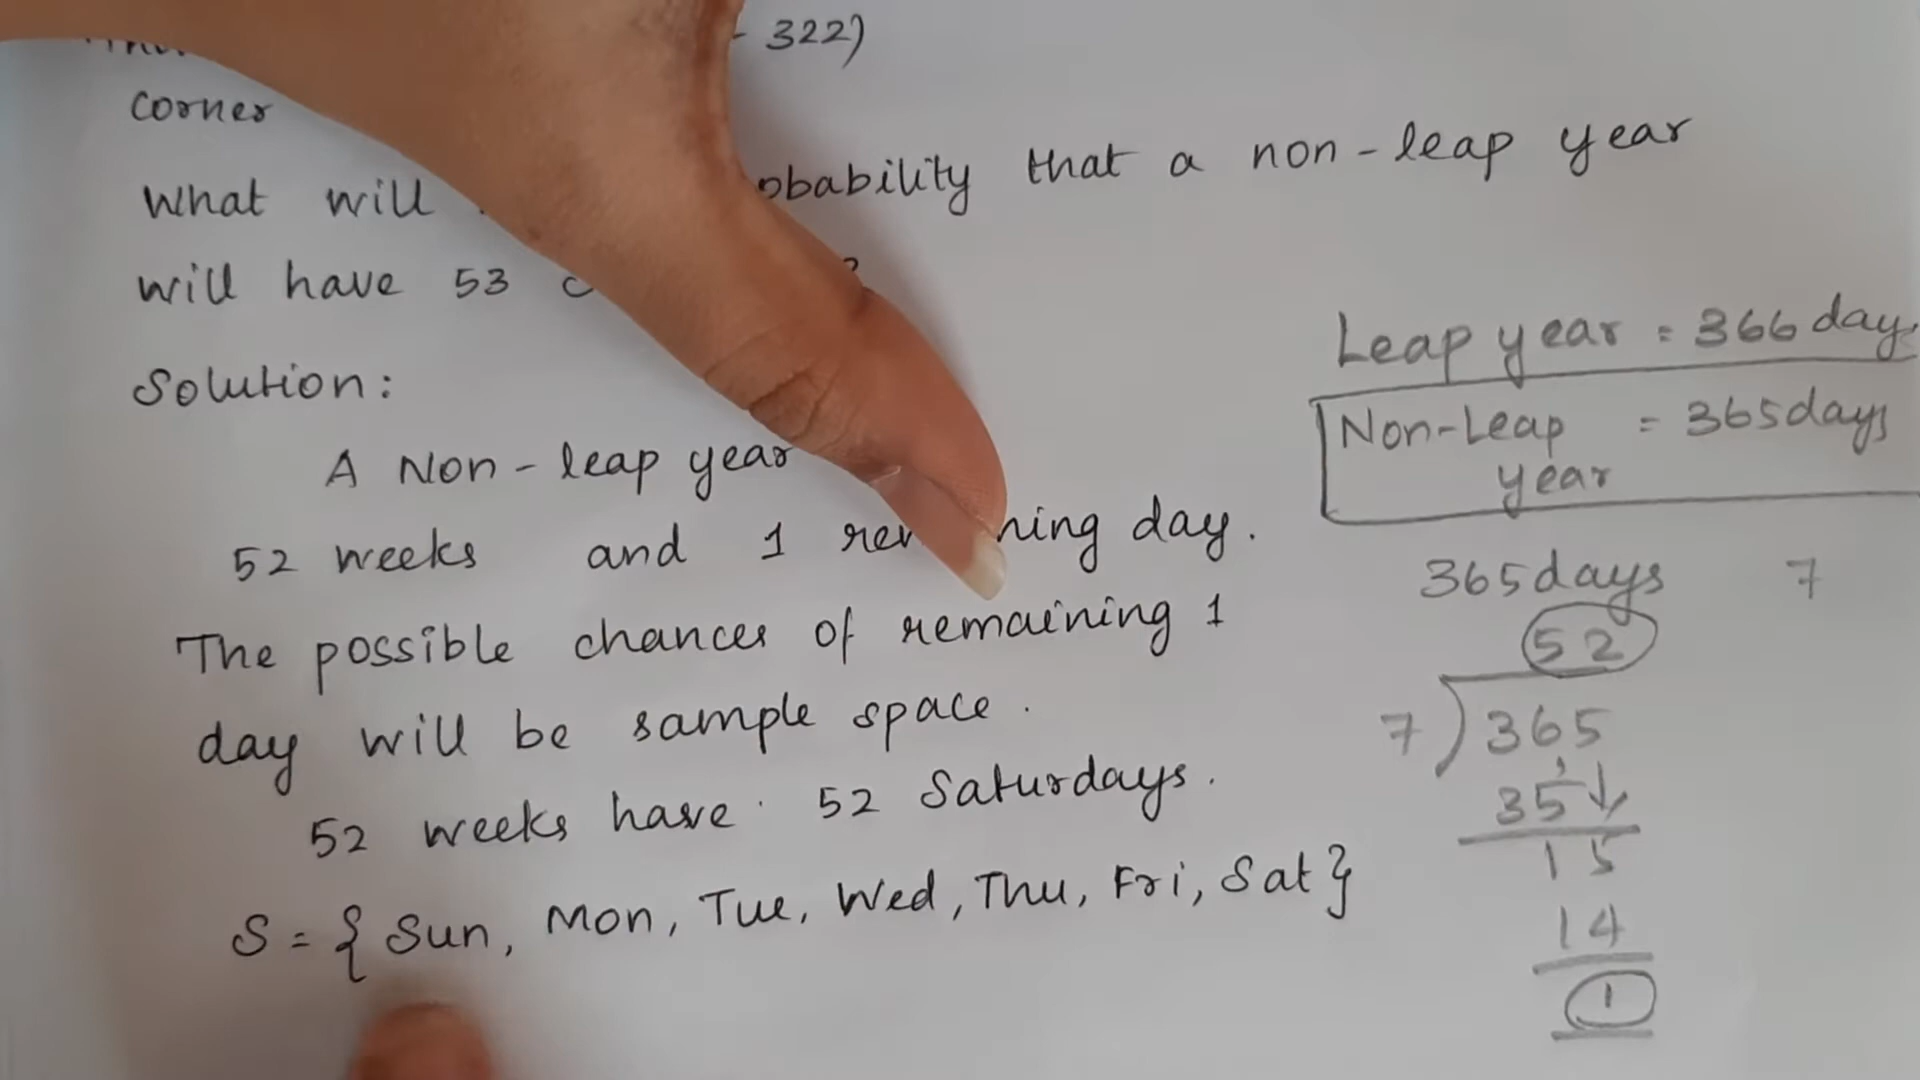 - 322)
Corner
What will obability that a non-leap year
will have 53
Solution:
A Non-leap year
52 weeks and 1 rem ning day.
The possible chances of remaining 1
day will be sample space.
52 weeks have 52 Saturdays.
S = { Sun, Mon, Tue, Wed, Thu, Fri, Sat }
Leap year = 366 day
Non-Leap = 365 days
year
365 days 7
52
7 ) 365
35
15
14
1